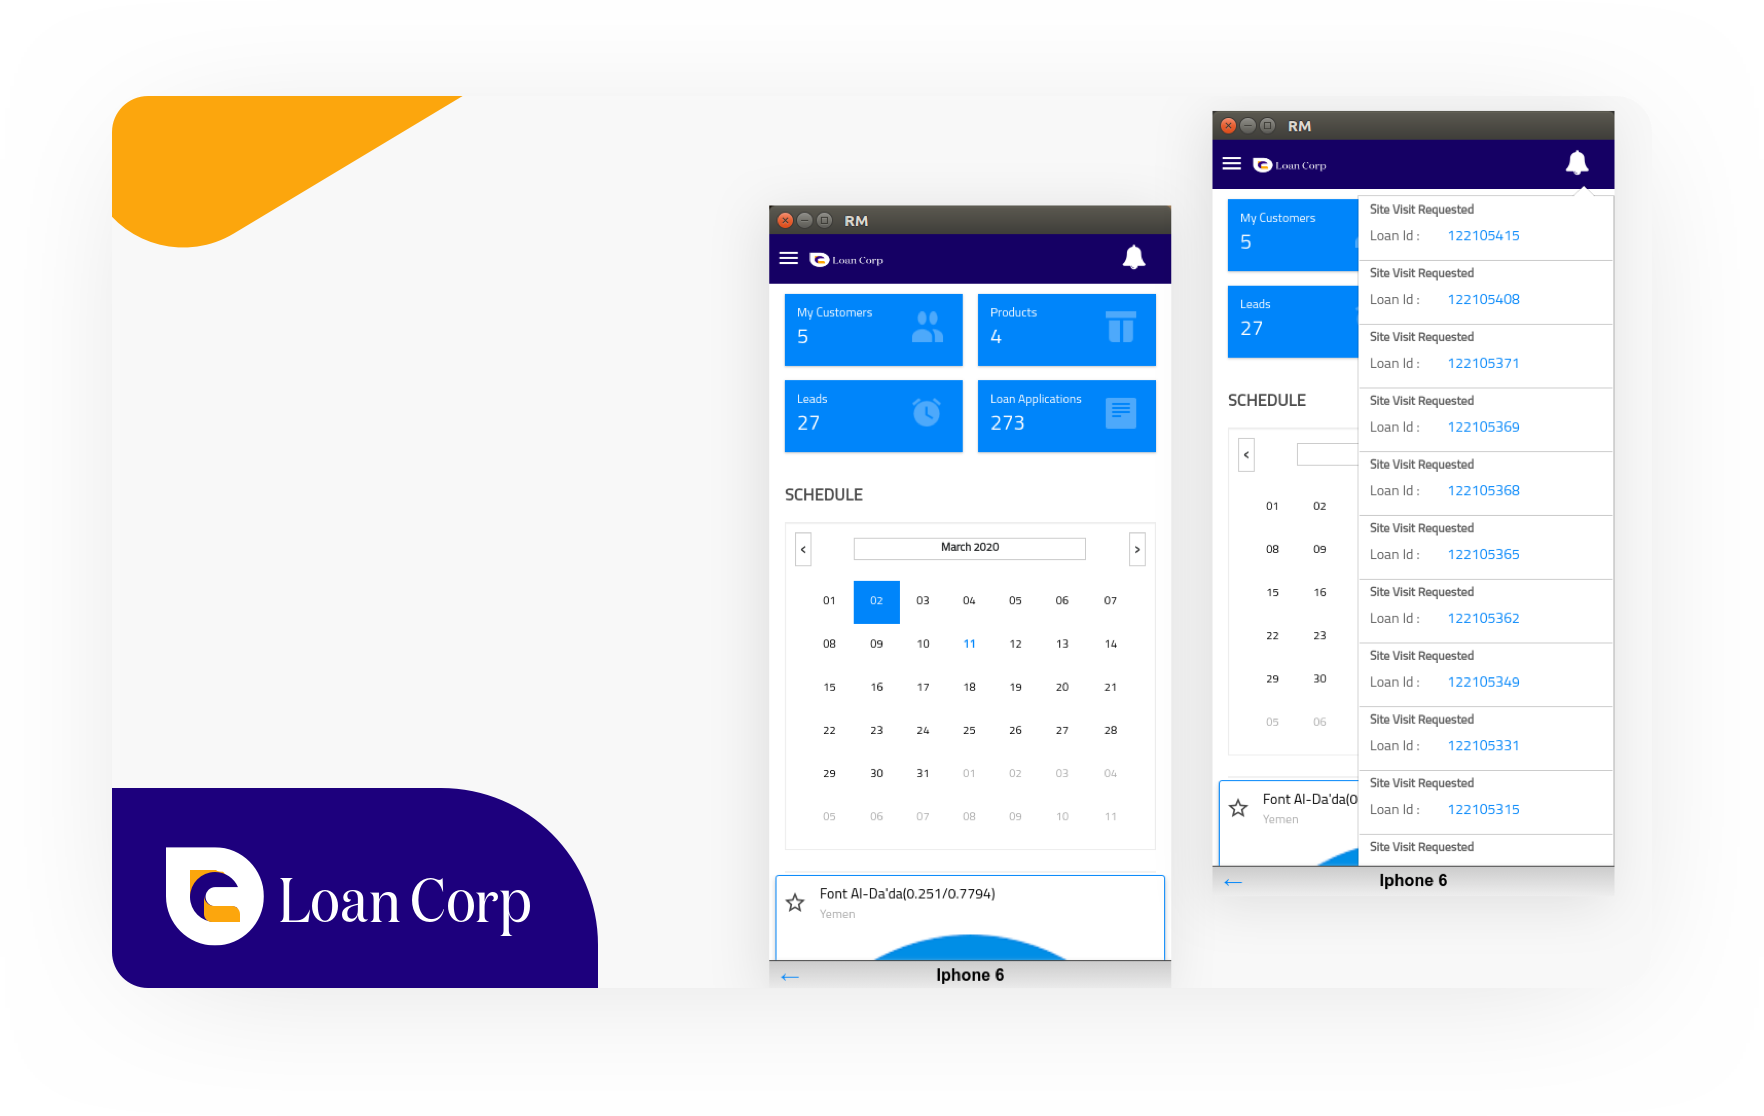 RM
Loan Corp
My Customers
5
Products
4
Leads
27
Loan Applications
273
SCHEDULE
<
March 2020
>
01 02 03 04 05 06 07
08 09 10 11 12 13 14
15 16 17 18 19 20 21
22 23 24 25 26 27 28
29 30 31 01 02 03 04
05 06 07 08 09 10 11
Font Al-Da'da(0.251/0.7794)
Yemen
← Iphone 6
RM
Loan Corp
My Customers
5
Leads
27
SCHEDULE
<
01 02
08 09
15 16
22 23
29 30
05 06
Font Al-Da'da(0
Yemen
Site Visit Requested
Loan Id : 122105415
Site Visit Requested
Loan Id : 122105408
Site Visit Requested
Loan Id : 122105371
Site Visit Requested
Loan Id : 122105369
Site Visit Requested
Loan Id : 122105368
Site Visit Requested
Loan Id : 122105365
Site Visit Requested
Loan Id : 122105362
Site Visit Requested
Loan Id : 122105349
Site Visit Requested
Loan Id : 122105331
Site Visit Requested
Loan Id : 122105315
Site Visit Requested
← Iphone 6
Loan Corp